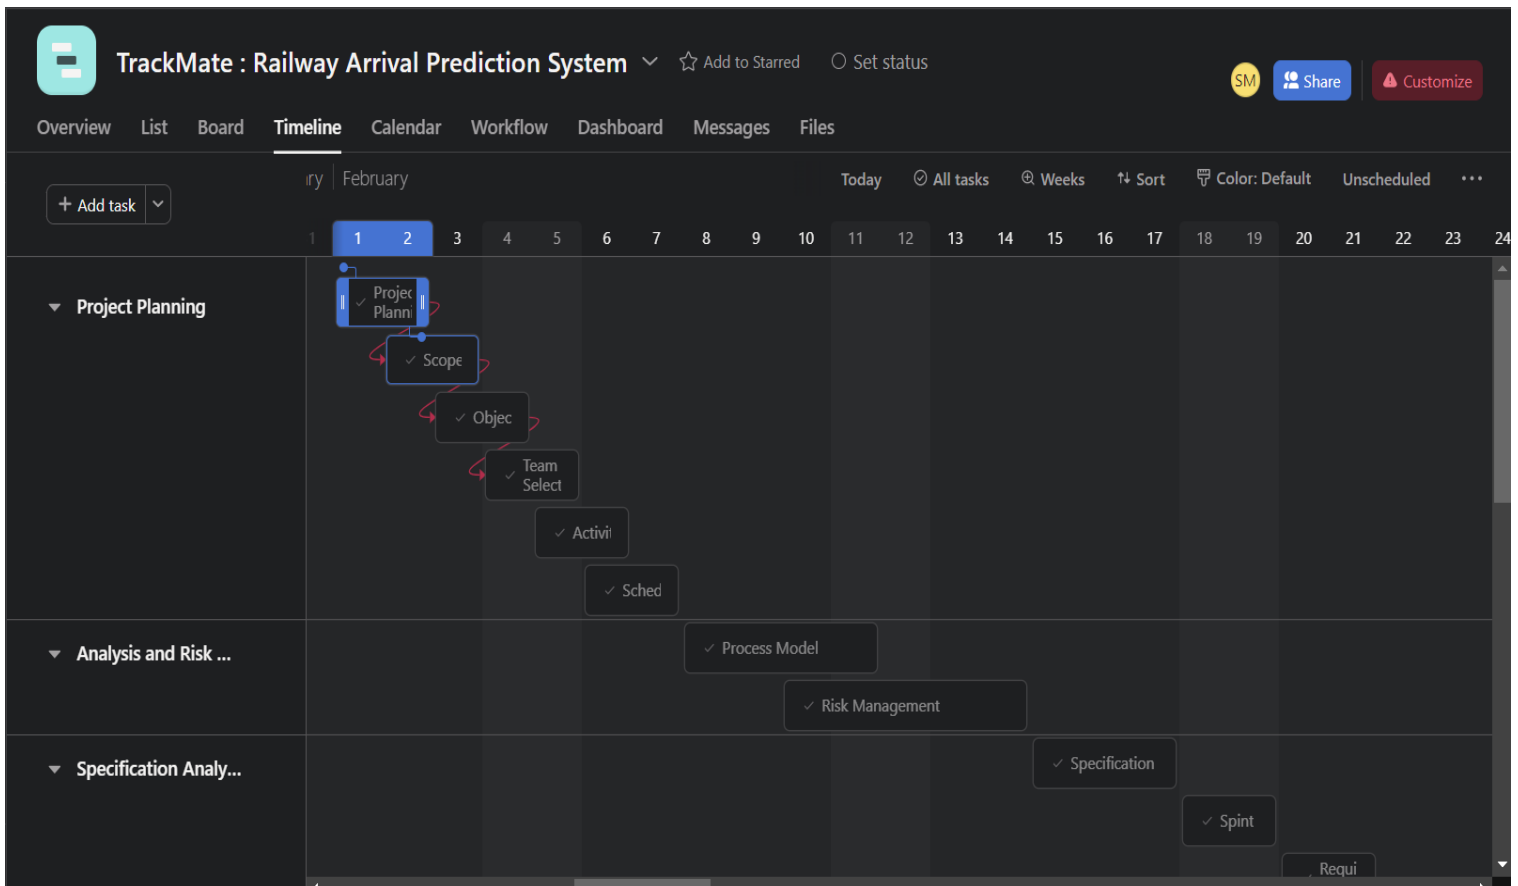 TrackMate : Railway Arrival Prediction System
Add to Starred
Set status
SM
Share
Customize
Overview List Board Timeline Calendar Workflow Dashboard Messages Files
+ Add task
ry February
Today All tasks Weeks Sort Color: Default Unscheduled ...
1 1 2 3 4 5 6 7 8 9 10 11 12 13 14 15 16 17 18 19 20 21 22 23 24
Project Planning
Projec
Planni
Scope
Objec
Team
Select
Activit
Sched
Analysis and Risk ...
Process Model
Risk Management
Specification Analy...
Specification
Spint
Requi